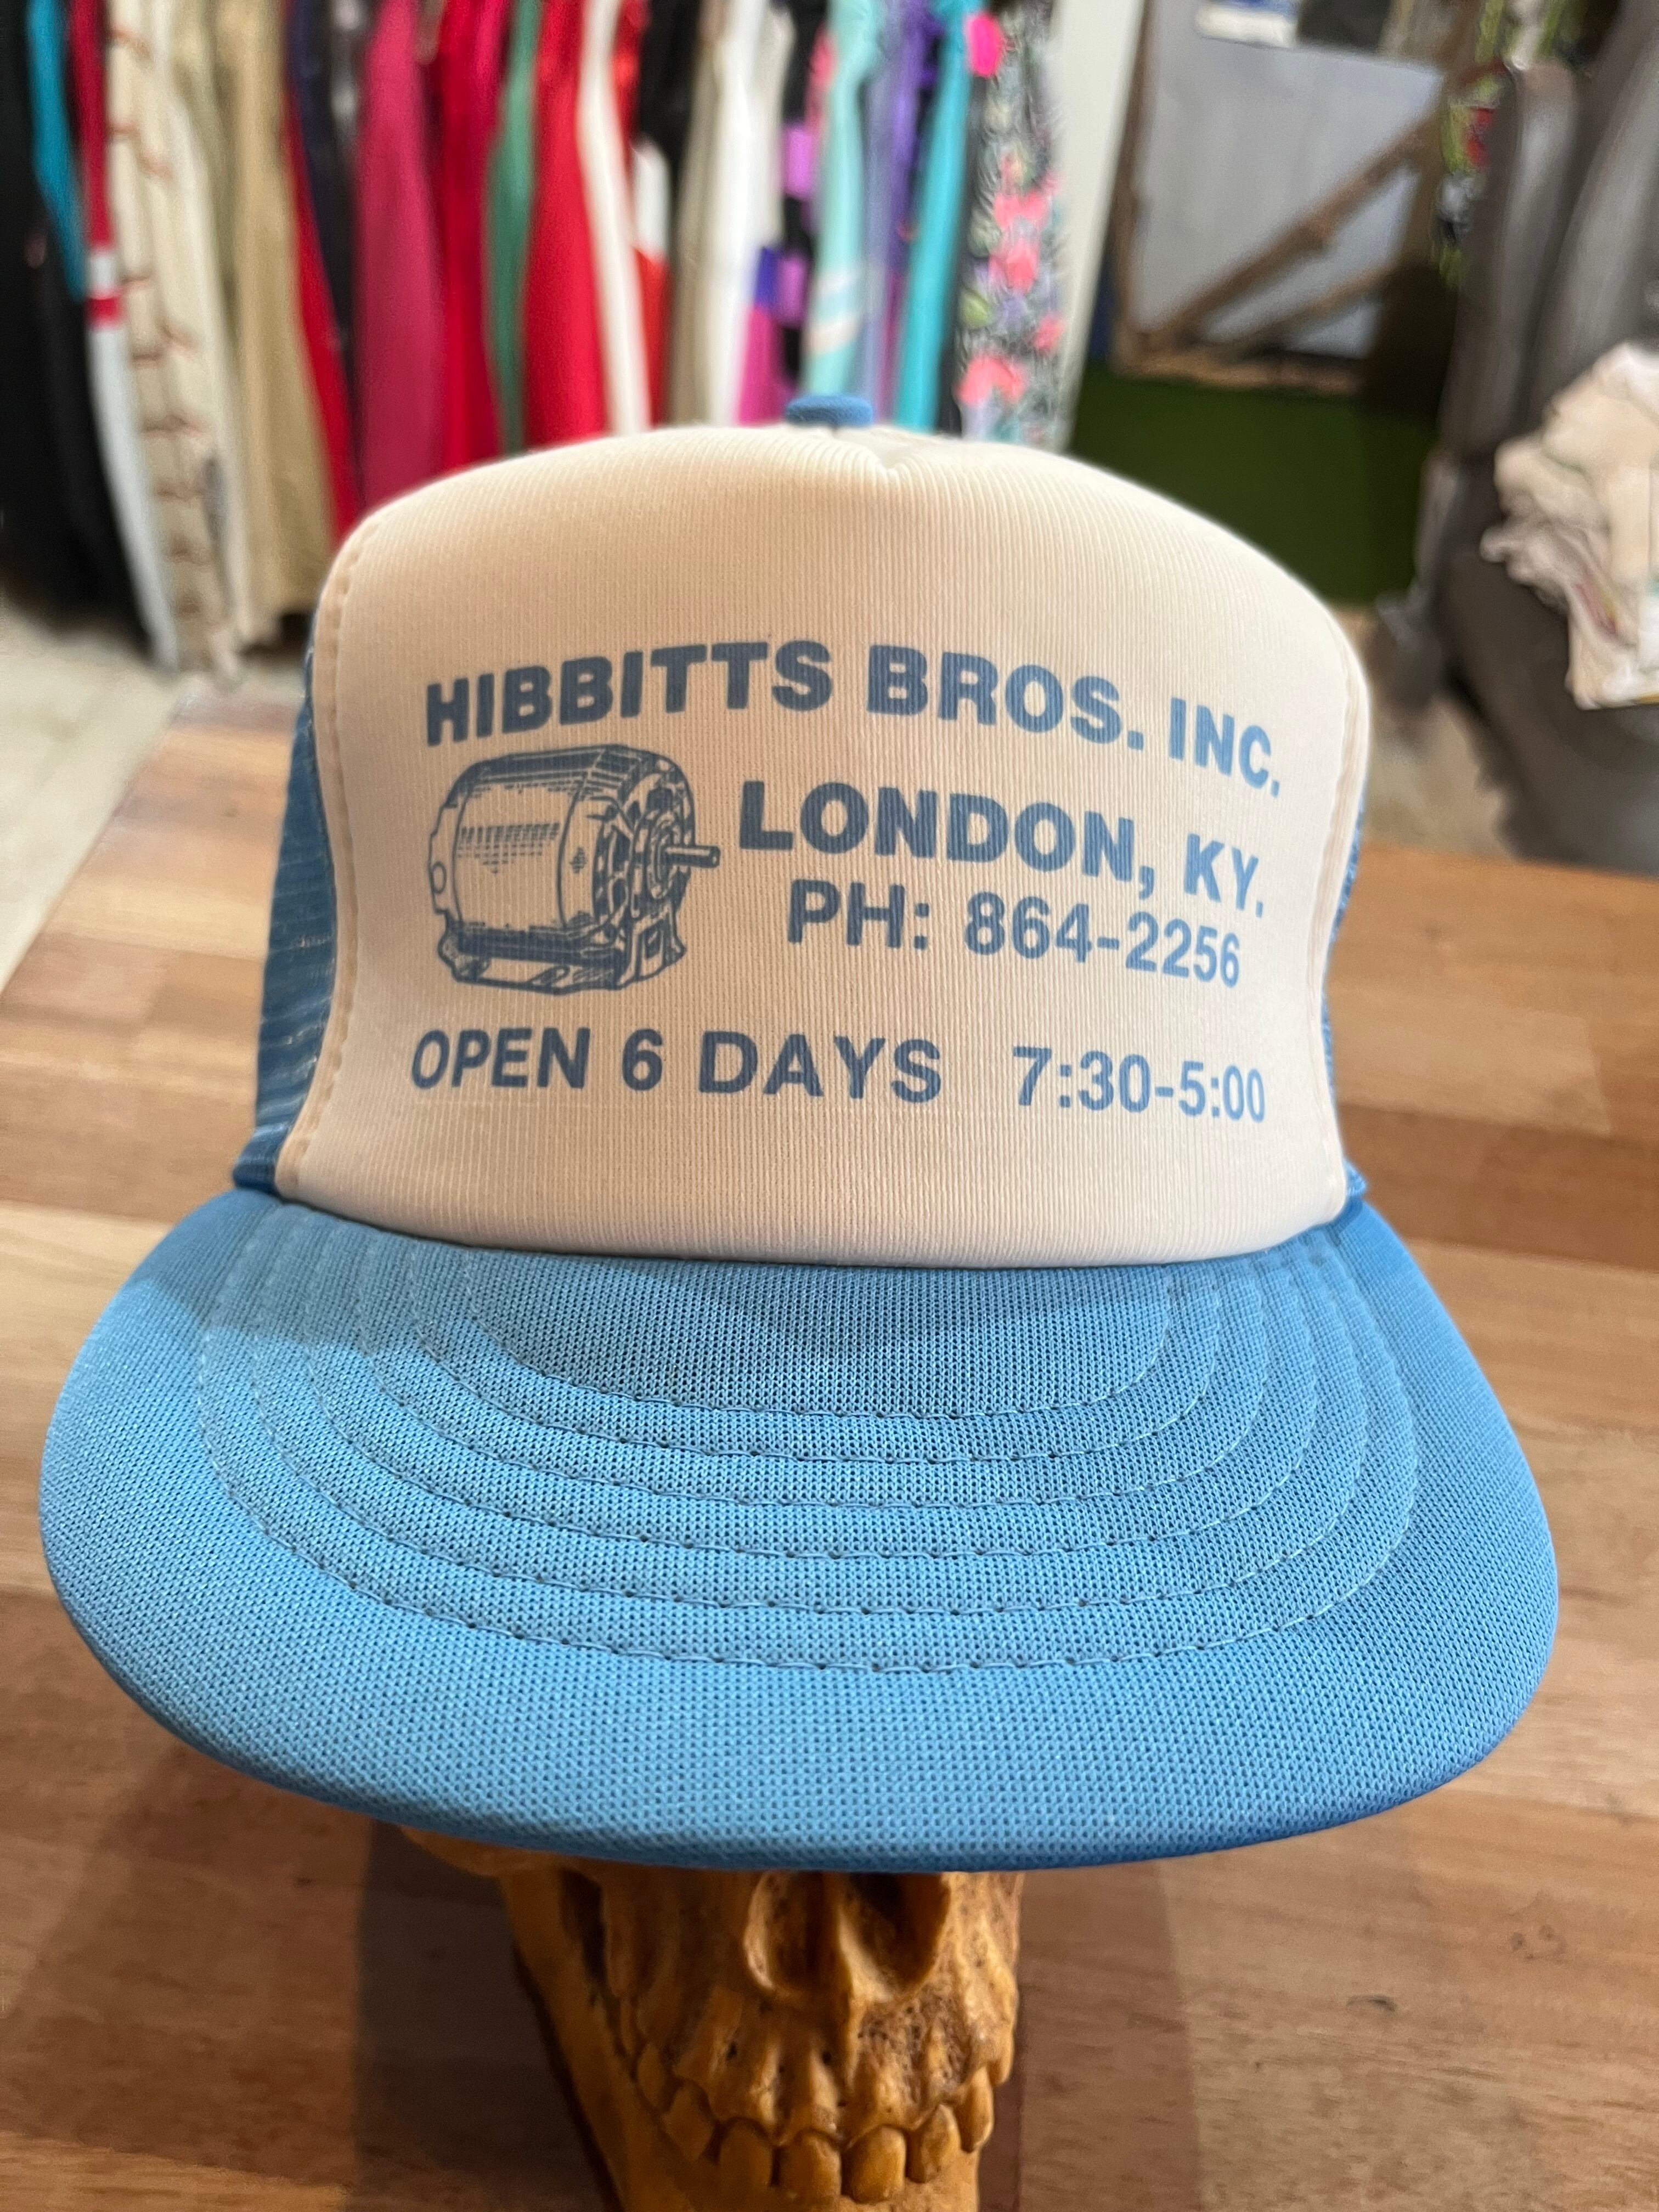 HIBBITTS BROS. INC.
LONDON, KY.
PH: 864-2256
OPEN 6 DAYS 7:30-5:00